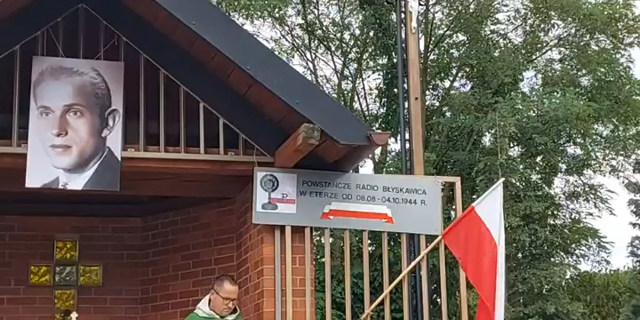 POWSTAŃCZE RADIO BŁYSKAWICA
W ETERZE OD 08.08 - 04.10.1944 R.